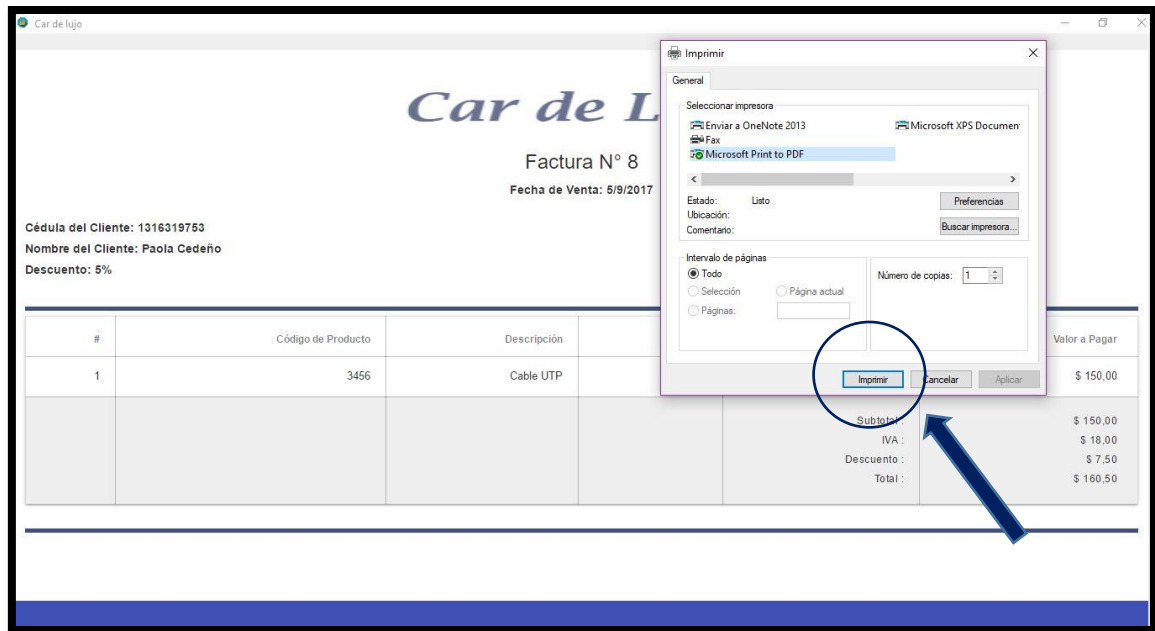 Car de lujo
Car de L
Factura N° 8
Fecha de Venta: 5/9/2017
Cédula del Cliente: 1316319753
Nombre del Cliente: Paola Cedeño
Descuento: 5%
# Código de Producto Descripción Valor a Pagar
1 3456 Cable UTP $ 150,00
Subtotal : $ 150,00
IVA : $ 18,00
Descuento : $ 7,50
Total : $ 160,50
Imprimir
General
Seleccionar impresora
Enviar a OneNote 2013 Microsoft XPS Documen
Fax
Microsoft Print to PDF
Estado: Listo Preferencias
Ubicación:
Comentario: Buscar impresora...
Intervalo de páginas
Todo Número de copias: 1
Selección Página actual
Páginas:
Imprimir Cancelar Aplicar